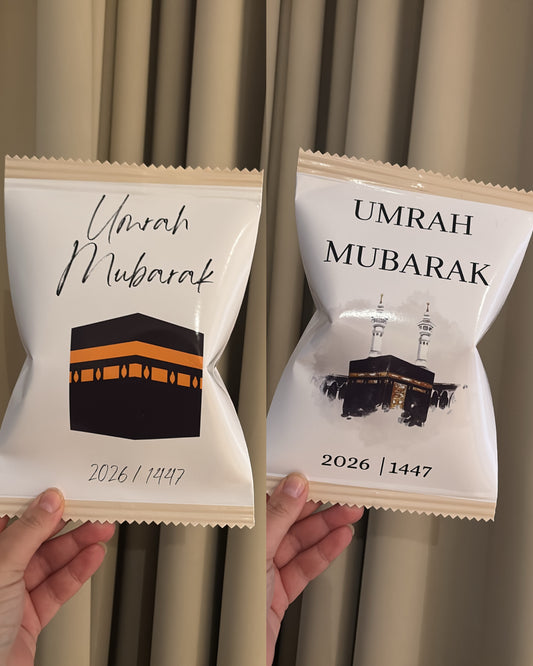 Umrah
Mubarak
2026 / 1447
UMRAH
MUBARAK
2026 | 1447